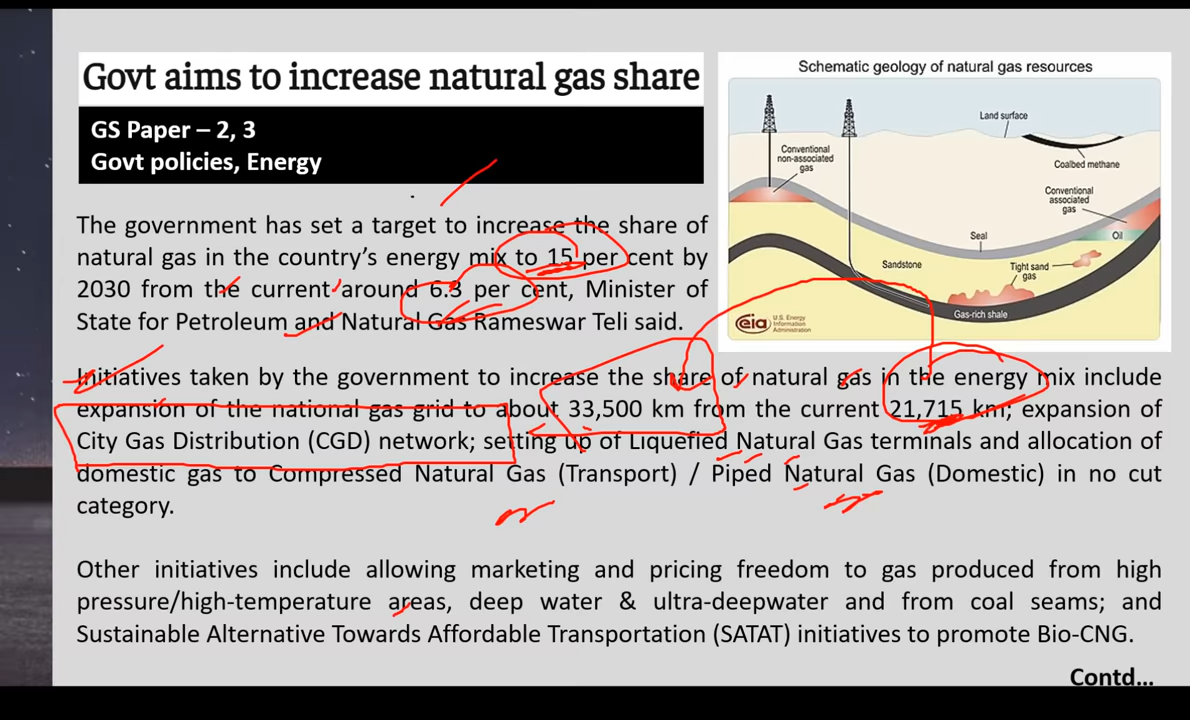 Govt aims to increase natural gas share
GS Paper – 2, 3
Govt policies, Energy
The government has set a target to increase the share of
natural gas in the country's energy mix to 15 per cent by
2030 from the current around 6.3 per cent, Minister of
State for Petroleum and Natural Gas Rameswar Teli said.
Schematic geology of natural gas resources
Land surface
Conventional
non-associated
gas
Coalbed methane
Conventional
associated
gas
Seal
Oil
Sandstone
Tight sand
gas
Gas-rich shale
eia
U.S. Energy
Information
Administration
Initiatives taken by the government to increase the share of natural gas in the energy mix include
expansion of the national gas grid to about 33,500 km from the current 21,715 km; expansion of
City Gas Distribution (CGD) network; setting up of Liquefied Natural Gas terminals and allocation of
domestic gas to Compressed Natural Gas (Transport) / Piped Natural Gas (Domestic) in no cut
category.
Other initiatives include allowing marketing and pricing freedom to gas produced from high
pressure/high-temperature areas, deep water & ultra-deepwater and from coal seams; and
Sustainable Alternative Towards Affordable Transportation (SATAT) initiatives to promote Bio-CNG.
Contd...